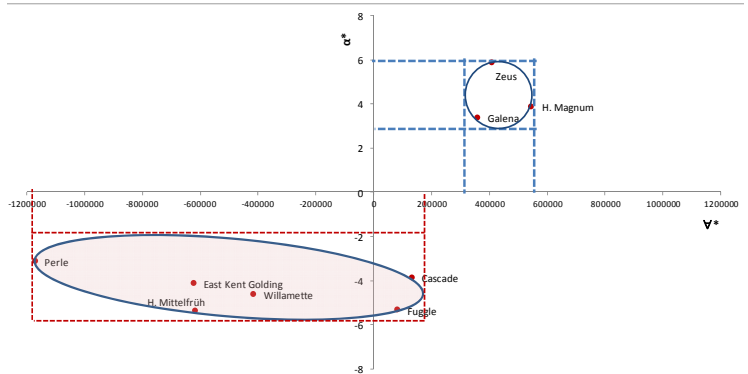 8
α*
6
Zeus
4
H. Magnum
Galena
2
0
-1200000 -1000000 -800000 -600000 -400000 -200000 0 200000 400000 600000 800000 1000000 1200000
∀*
-2
Perle
Cascade
-4
East Kent Golding
Willamette
H. Mittelfrüh
Fuggle
-6
-8